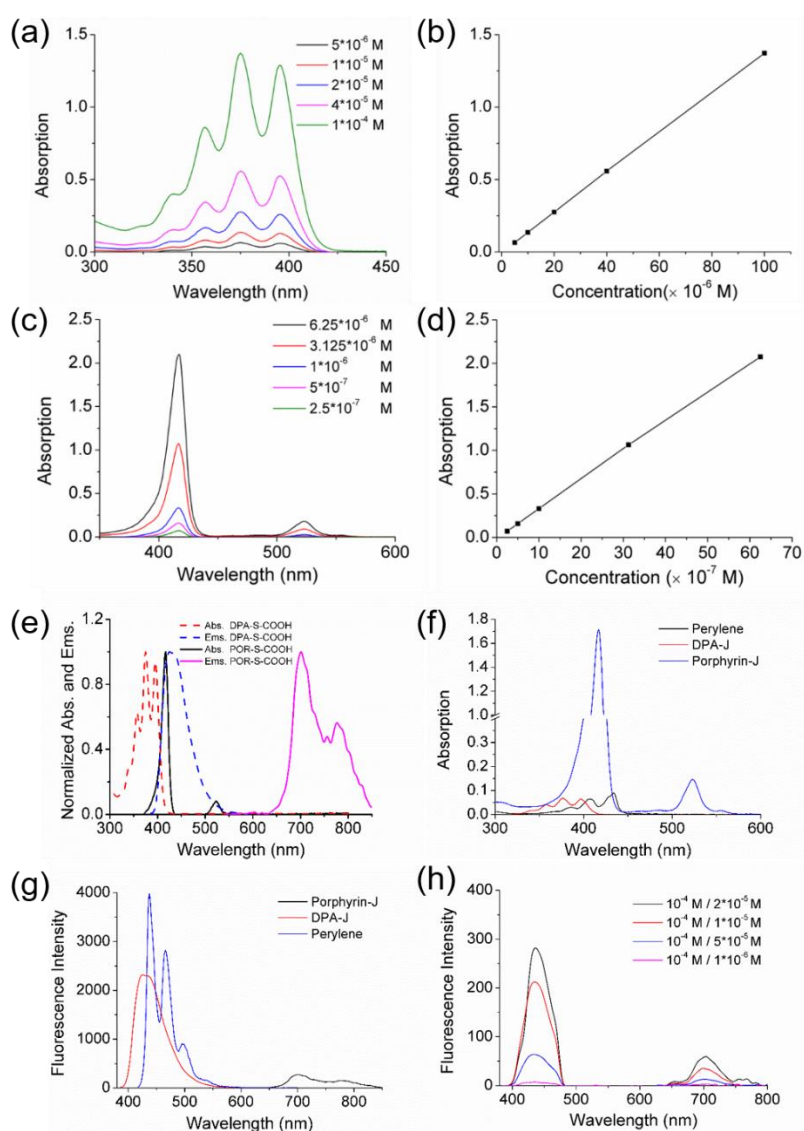 (a)
5*10⁻⁶ M
1*10⁻⁵ M
2*10⁻⁵ M
4*10⁻⁵ M
1*10⁻⁴ M
Absorption
1.5
1.0
0.5
0.0
300 350 400 450
Wavelength (nm)
(b)
Absorption
1.5
1.0
0.5
0.0
0 20 40 60 80 100
Concentration(× 10⁻⁶ M)
(c)
6.25*10⁻⁶ M
3.125*10⁻⁶ M
1*10⁻⁶ M
5*10⁻⁷ M
2.5*10⁻⁷ M
Absorption
2.5
2.0
1.5
1.0
0.5
0.0
400 500 600
Wavelength (nm)
(d)
Absorption
2.5
2.0
1.5
1.0
0.5
0.0
0 10 20 30 40 50 60 70
Concentration (× 10⁻⁷ M)
(e)
Abs. DPA-S-COOH
Ems. DPA-S-COOH
Abs. POR-S-COOH
Ems. POR-S-COOH
Normalized Abs. and Ems.
1.2
0.8
0.4
0.0
300 400 500 600 700 800
Wavelength (nm)
(f)
Perylene
DPA-J
Porphyrin-J
Absorption
1.8
1.6
1.4
1.2
1.0
0.3
0.2
0.1
0.0
300 400 500 600
Wavelength (nm)
(g)
Porphyrin-J
DPA-J
Perylene
Fluorescence Intensity
4000
3000
2000
1000
0
400 500 600 700 800
Wavelength (nm)
(h)
10⁻⁴ M / 2*10⁻⁵ M
10⁻⁴ M / 1*10⁻⁵ M
10⁻⁴ M / 5*10⁻⁵ M
10⁻⁴ M / 1*10⁻⁶ M
Fluorescence Intensity
400
300
200
100
0
400 500 600 700 800
Wavelength (nm)